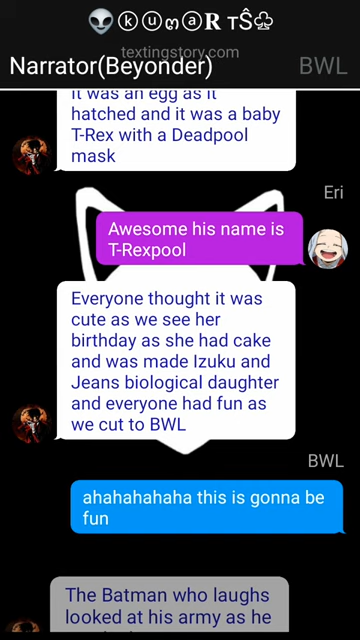 textingstory.com
Narrator(Beyonder)
BWL
it was an egg as it
hatched and it was a baby
T-Rex with a Deadpool
mask
Eri
Awesome his name is
T-Rexpool
Everyone thought it was
cute as we see her
birthday as she had cake
and was made Izuku and
Jeans biological daughter
and everyone had fun as
we cut to BWL
BWL
ahahahahaha this is gonna be
fun
The Batman who laughs
looked at his army as he